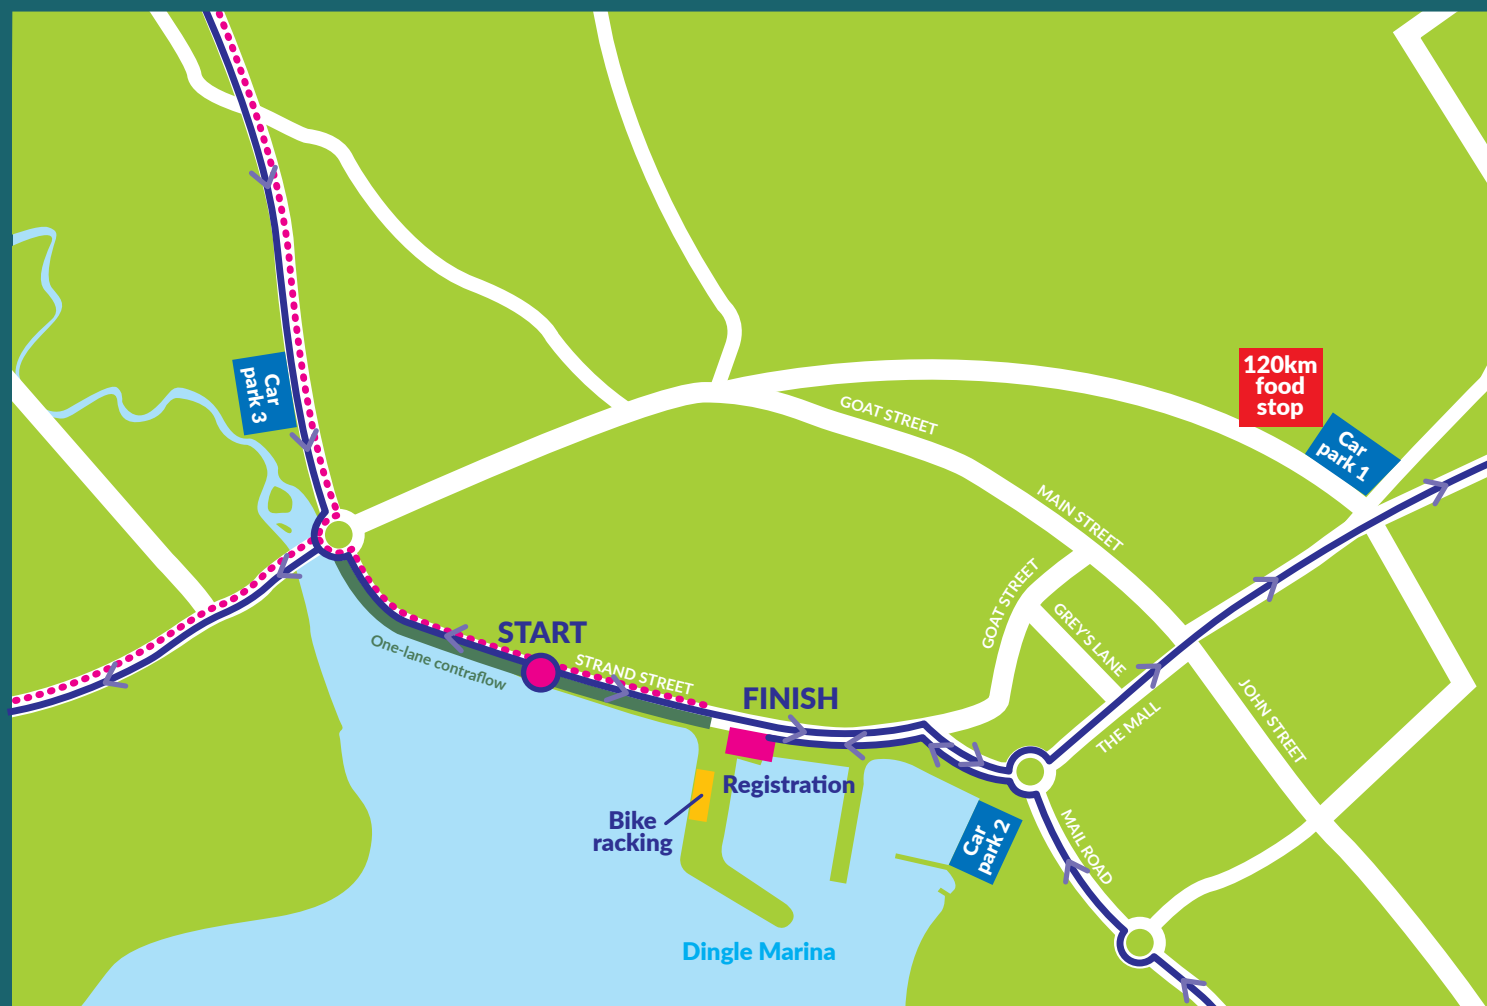 120km
food
stop
Car
park 3
GOAT STREET
Car
park 1
MAIN STREET
GOAT STREET
GREY'S LANE
START
One-lane contraflow
STRAND STREET
FINISH
THE MALL
JOHN STREET
Registration
Bike
racking
Car
park 2
MAIL ROAD
Dingle Marina